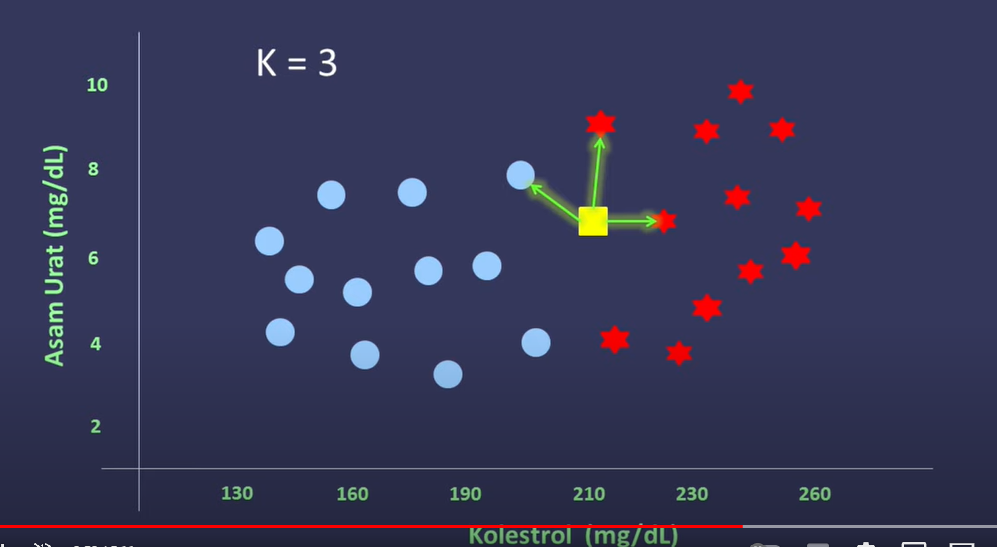 K = 3
10
8
6
4
2
Asam Urat (mg/dL)
130 160 190 210 230 260
Kolestrol (mg/dL)